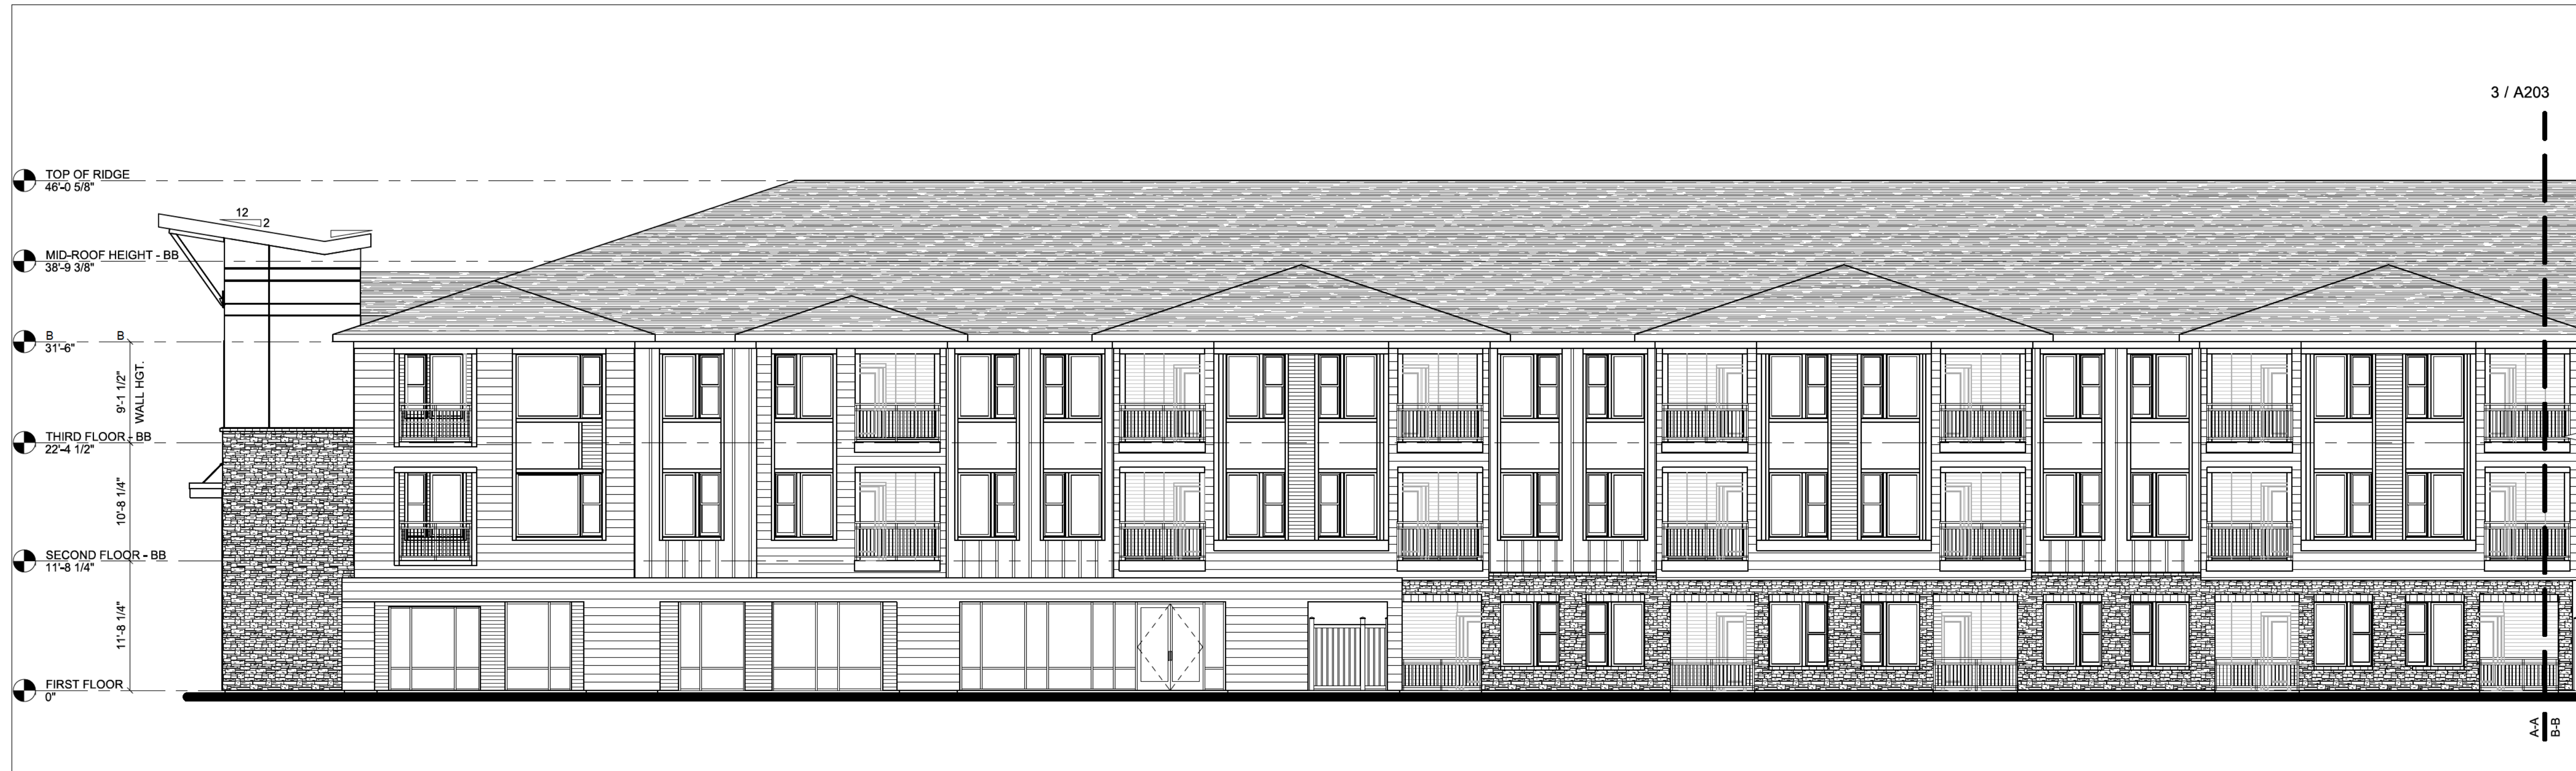 3 / A203
TOP OF RIDGE
46'-0 5/8"
12
2
MID-ROOF HEIGHT - BB
38'-9 3/8"
B
31'-6"
B
9'-1 1/2"
WALL HGT.
THIRD FLOOR - BB
22'-4 1/2"
10'-8 1/4"
SECOND FLOOR - BB
11'-8 1/4"
11'-8 1/4"
FIRST FLOOR
0"
A-A
B-B